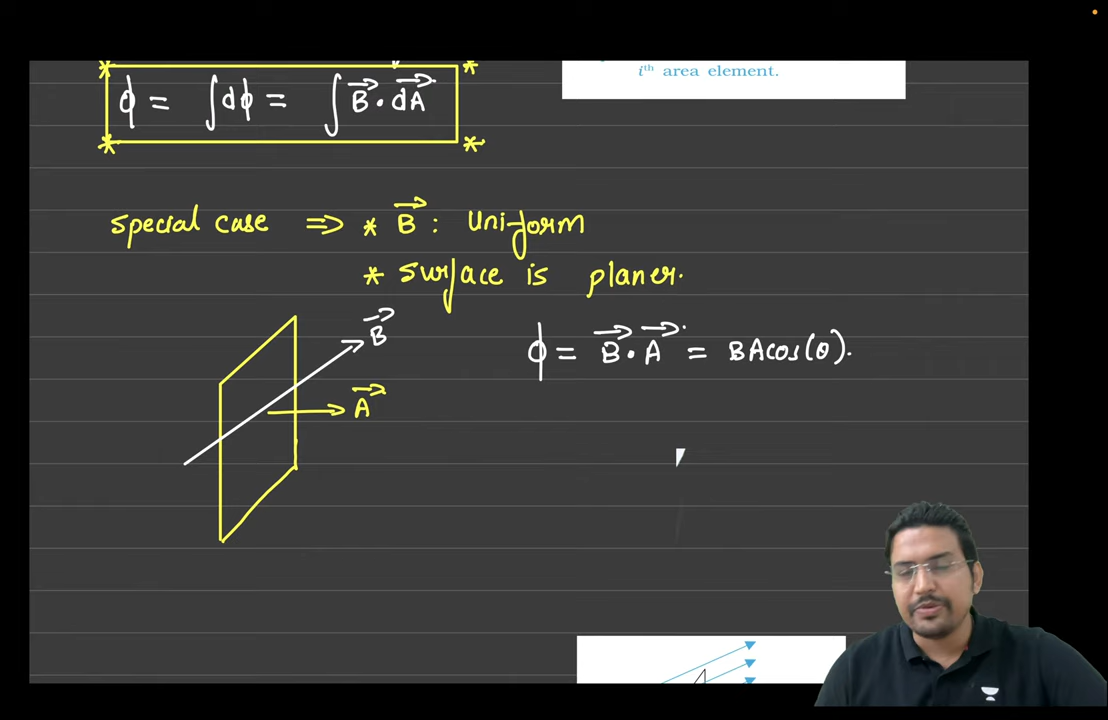 iᵗʰ area element.
ϕ = ∫dϕ = ∫ B⃗ · dA⃗
special case ⇒ * B⃗ : Uniform
* surface is planer.
B⃗
ϕ = B⃗ · A⃗ = BAcos(θ).
A⃗